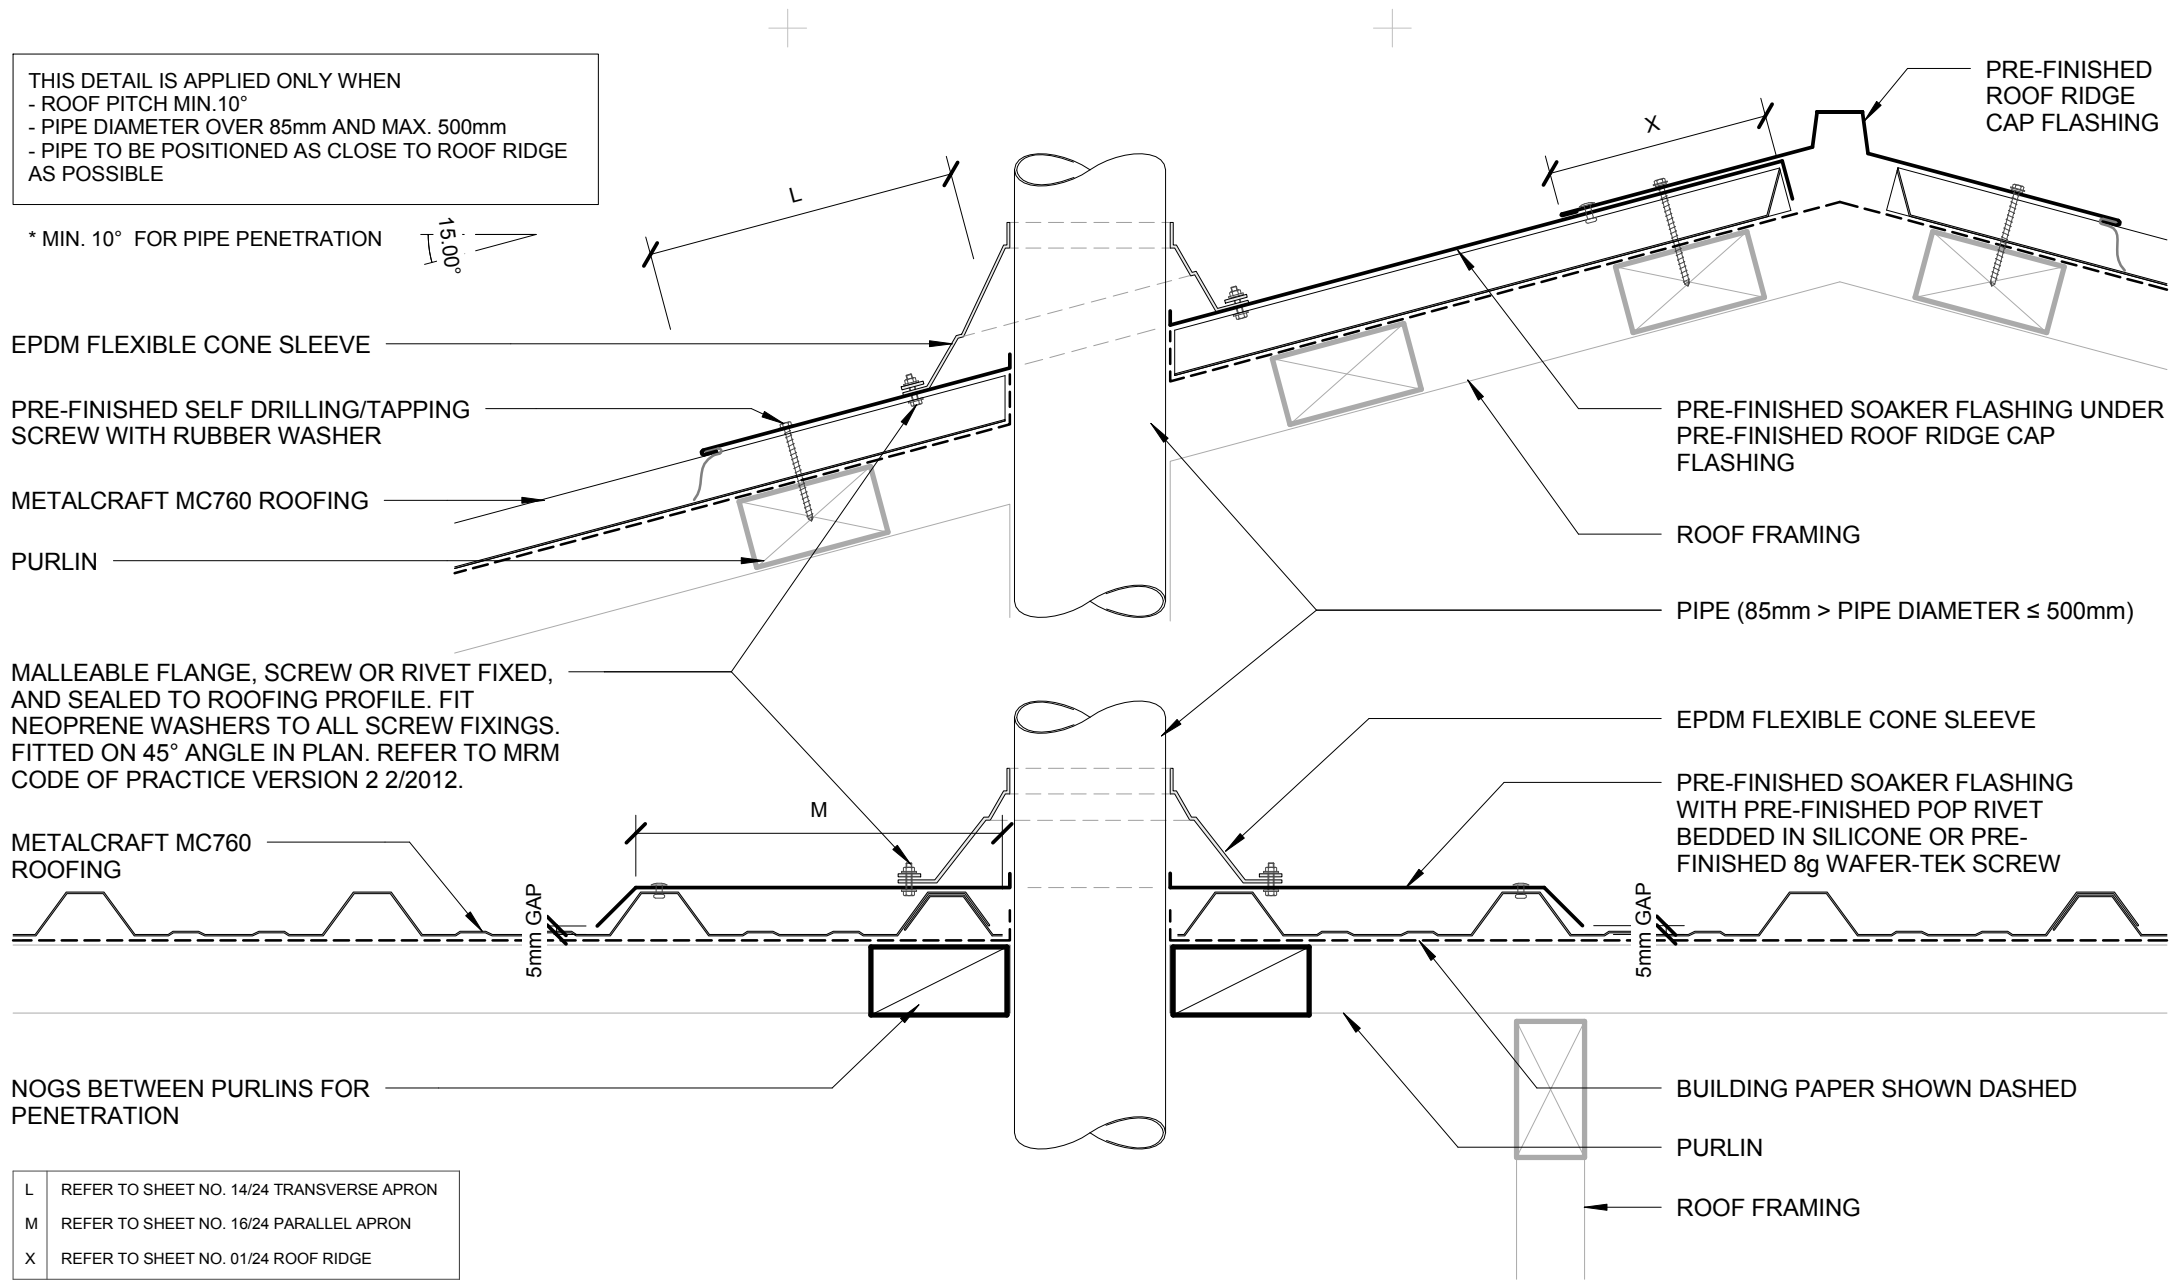 THIS DETAIL IS APPLIED ONLY WHEN
- ROOF PITCH MIN.10°
- PIPE DIAMETER OVER 85mm AND MAX. 500mm
- PIPE TO BE POSITIONED AS CLOSE TO ROOF RIDGE
AS POSSIBLE
* MIN. 10° FOR PIPE PENETRATION
15.00°
L
X
PRE-FINISHED
ROOF RIDGE
CAP FLASHING
EPDM FLEXIBLE CONE SLEEVE
PRE-FINISHED SELF DRILLING/TAPPING
SCREW WITH RUBBER WASHER
METALCRAFT MC760 ROOFING
PURLIN
PRE-FINISHED SOAKER FLASHING UNDER
PRE-FINISHED ROOF RIDGE CAP
FLASHING
ROOF FRAMING
PIPE (85mm > PIPE DIAMETER ≤ 500mm)
MALLEABLE FLANGE, SCREW OR RIVET FIXED,
AND SEALED TO ROOFING PROFILE. FIT
NEOPRENE WASHERS TO ALL SCREW FIXINGS.
FITTED ON 45° ANGLE IN PLAN. REFER TO MRM
CODE OF PRACTICE VERSION 2 2/2012.
METALCRAFT MC760
ROOFING
M
5mm GAP
EPDM FLEXIBLE CONE SLEEVE
PRE-FINISHED SOAKER FLASHING
WITH PRE-FINISHED POP RIVET
BEDDED IN SILICONE OR PRE-
FINISHED 8g WAFER-TEK SCREW
5mm GAP
NOGS BETWEEN PURLINS FOR
PENETRATION
BUILDING PAPER SHOWN DASHED
PURLIN
ROOF FRAMING
L REFER TO SHEET NO. 14/24 TRANSVERSE APRON
M REFER TO SHEET NO. 16/24 PARALLEL APRON
X REFER TO SHEET NO. 01/24 ROOF RIDGE